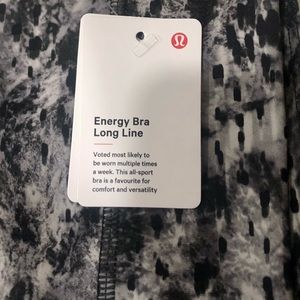 Energy Bra
Long Line
Voted most likely to
be worn multiple times
a week. This all-sport
bra is a favourite for
comfort and versatility